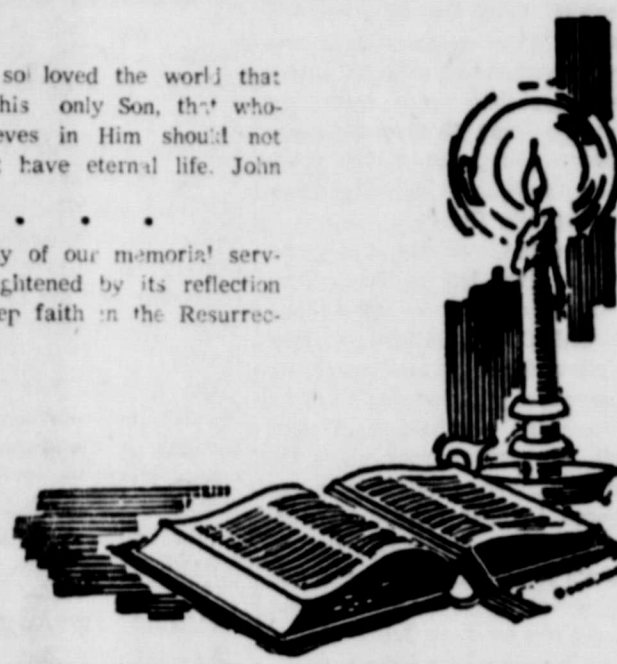 so loved the world that
his only Son, that who-
eves in Him should not
have eternal life. John
• • •
y of our memorial serv-
ightened by its reflection
ep faith in the Resurrec-